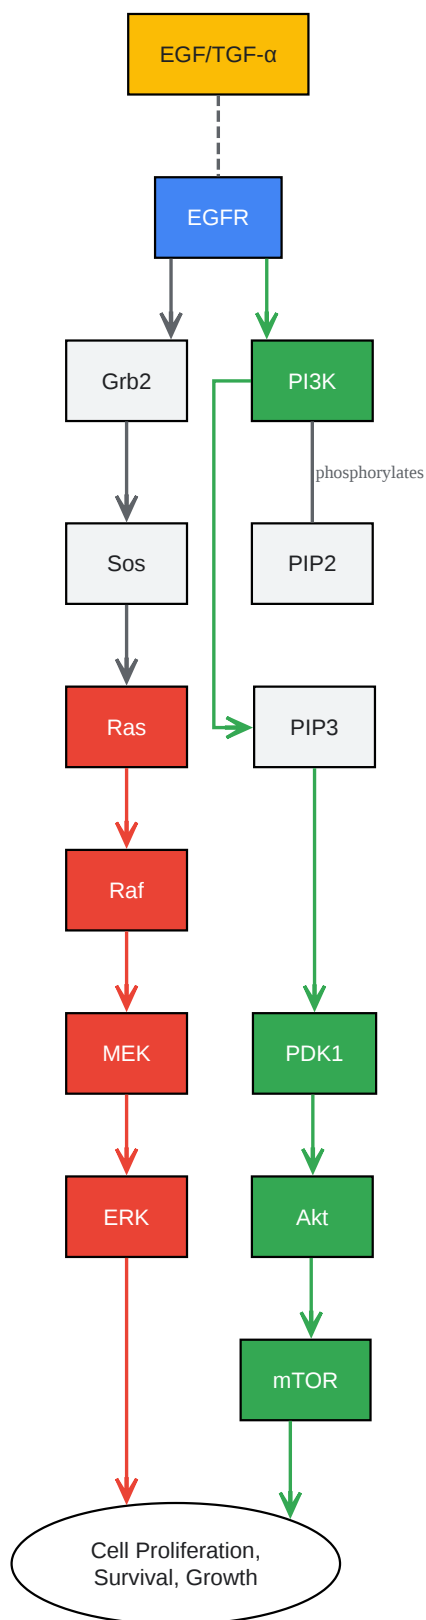 EGF/TGF-α
EGFR
Grb2
PI3K
phosphorylates
Sos
PIP2
Ras
PIP3
Raf
MEK
PDK1
ERK
Akt
mTOR
Cell Proliferation,
Survival, Growth